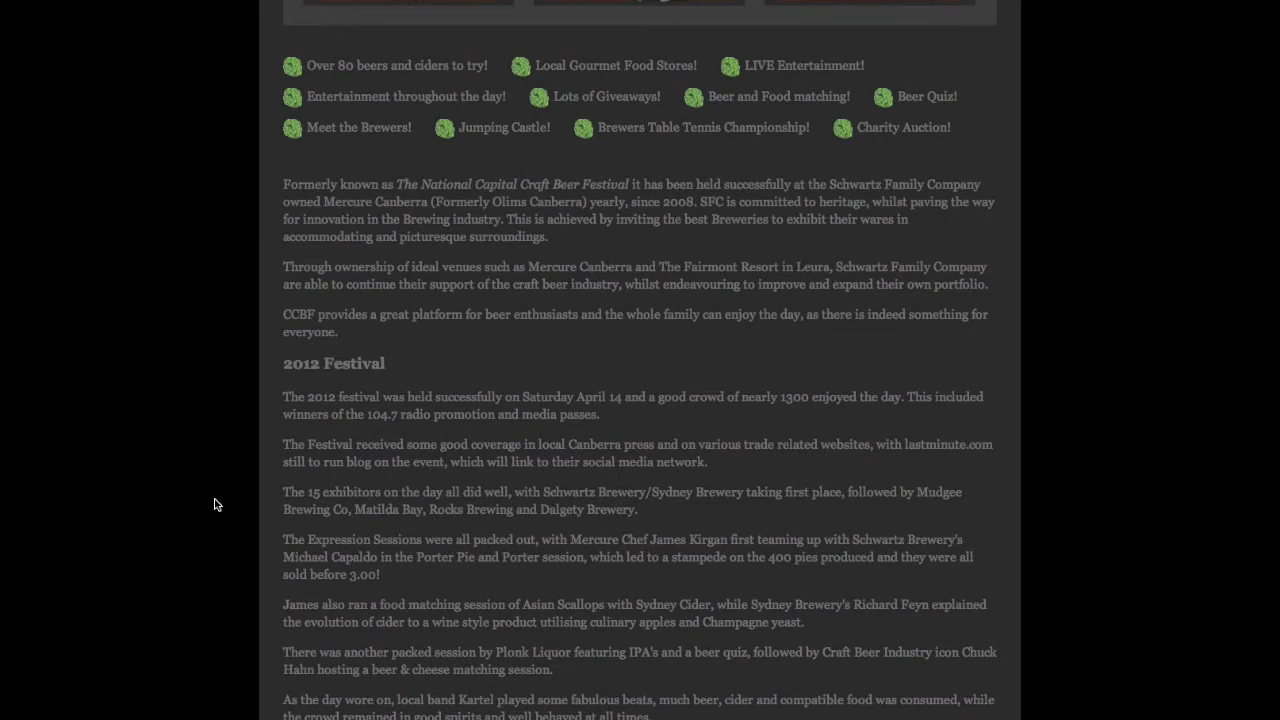 Over 80 beers and ciders to try! Local Gourmet Food Stores! LIVE Entertainment!
Entertainment throughout the day! Lots of Giveaways! Beer and Food matching! Beer Quiz!
Meet the Brewers! Jumping Castle! Brewers Table Tennis Championship! Charity Auction!
Formerly known as The National Capital Craft Beer Festival it has been held successfully at the Schwartz Family Company
owned Mercure Canberra (Formerly Olims Canberra) yearly, since 2008. SFC is committed to heritage, whilst paving the way
for innovation in the Brewing industry. This is achieved by inviting the best Breweries to exhibit their wares in
accommodating and picturesque surroundings.
Through ownership of ideal venues such as Mercure Canberra and The Fairmont Resort in Leura, Schwartz Family Company
are able to continue their support of the craft beer industry, whilst endeavouring to improve and expand their own portfolio.
CCBF provides a great platform for beer enthusiasts and the whole family can enjoy the day, as there is indeed something for
everyone.
2012 Festival
The 2012 festival was held successfully on Saturday April 14 and a good crowd of nearly 1300 enjoyed the day. This included
winners of the 104.7 radio promotion and media passes.
The Festival received some good coverage in local Canberra press and on various trade related websites, with lastminute.com
still to run blog on the event, which will link to their social media network.
The 15 exhibitors on the day all did well, with Schwartz Brewery/Sydney Brewery taking first place, followed by Mudgee
Brewing Co, Matilda Bay, Rocks Brewing and Dalgety Brewery.
The Expression Sessions were all packed out, with Mercure Chef James Kirgan first teaming up with Schwartz Brewery's
Michael Capaldo in the Porter Pie and Porter session, which led to a stampede on the 400 pies produced and they were all
sold before 3.00!
James also ran a food matching session of Asian Scallops with Sydney Cider, while Sydney Brewery's Richard Feyn explained
the evolution of cider to a wine style product utilising culinary apples and Champagne yeast.
There was another packed session by Plonk Liquor featuring IPA's and a beer quiz, followed by Craft Beer Industry icon Chuck
Hahn hosting a beer & cheese matching session.
As the day wore on, local band Kartel played some fabulous beats, much beer, cider and compatible food was consumed, while
the crowd remained in good spirits and well behaved at all times.